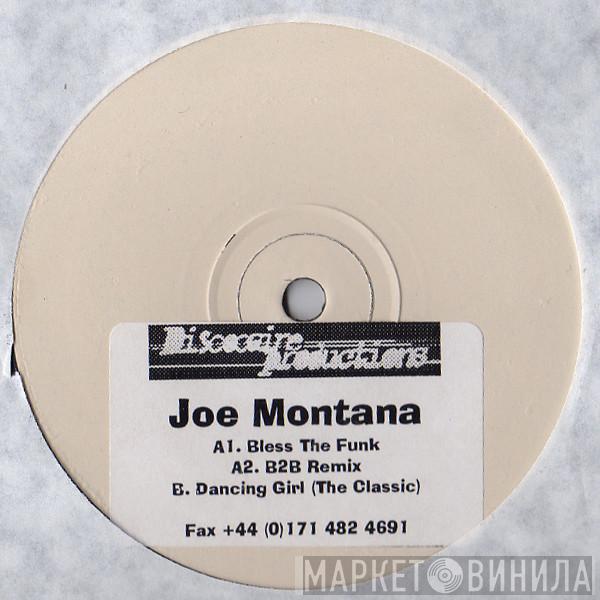 Discocaine
Productions
Joe Montana
A1. Bless The Funk
A2. B2B Remix
B. Dancing Girl (The Classic)
Fax +44 (0)171 482 4691
МАРКЕТ ВИНИЛА